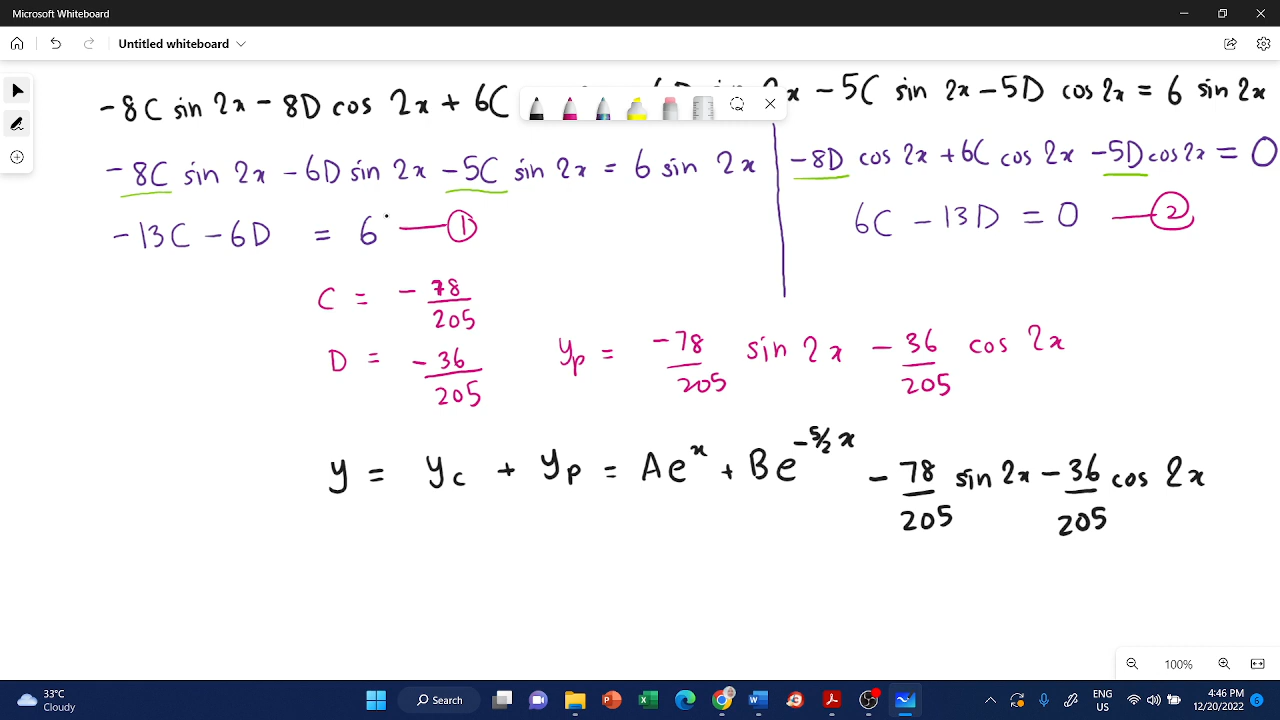 Microsoft Whiteboard
Untitled whiteboard
-8C sin 2x - 8D cos 2x + 6C x - 5C sin 2x - 5D cos 2x = 6 sin 2x
-8C sin 2x - 6D sin 2x - 5C sin 2x = 6 sin 2x
-8D cos 2x + 6C cos 2x - 5D cos 2x = 0
-13C - 6D = 6 — ①
6C - 13D = 0 — ②
C = - 78/205
D = - 36/205
yp = -78/205 sin 2x - 36/205 cos 2x
y = yc + yp = Ae^x + Be^(-5/2 x) - 78/205 sin 2x - 36/205 cos 2x
100%
33°C
Cloudy
Search
ENG
US
4:46 PM
12/20/2022
5